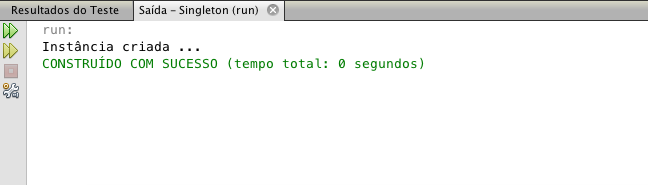 Resultados do Teste
Saída – Singleton (run)
run:
Instância criada ...
CONSTRUÍDO COM SUCESSO (tempo total: 0 segundos)